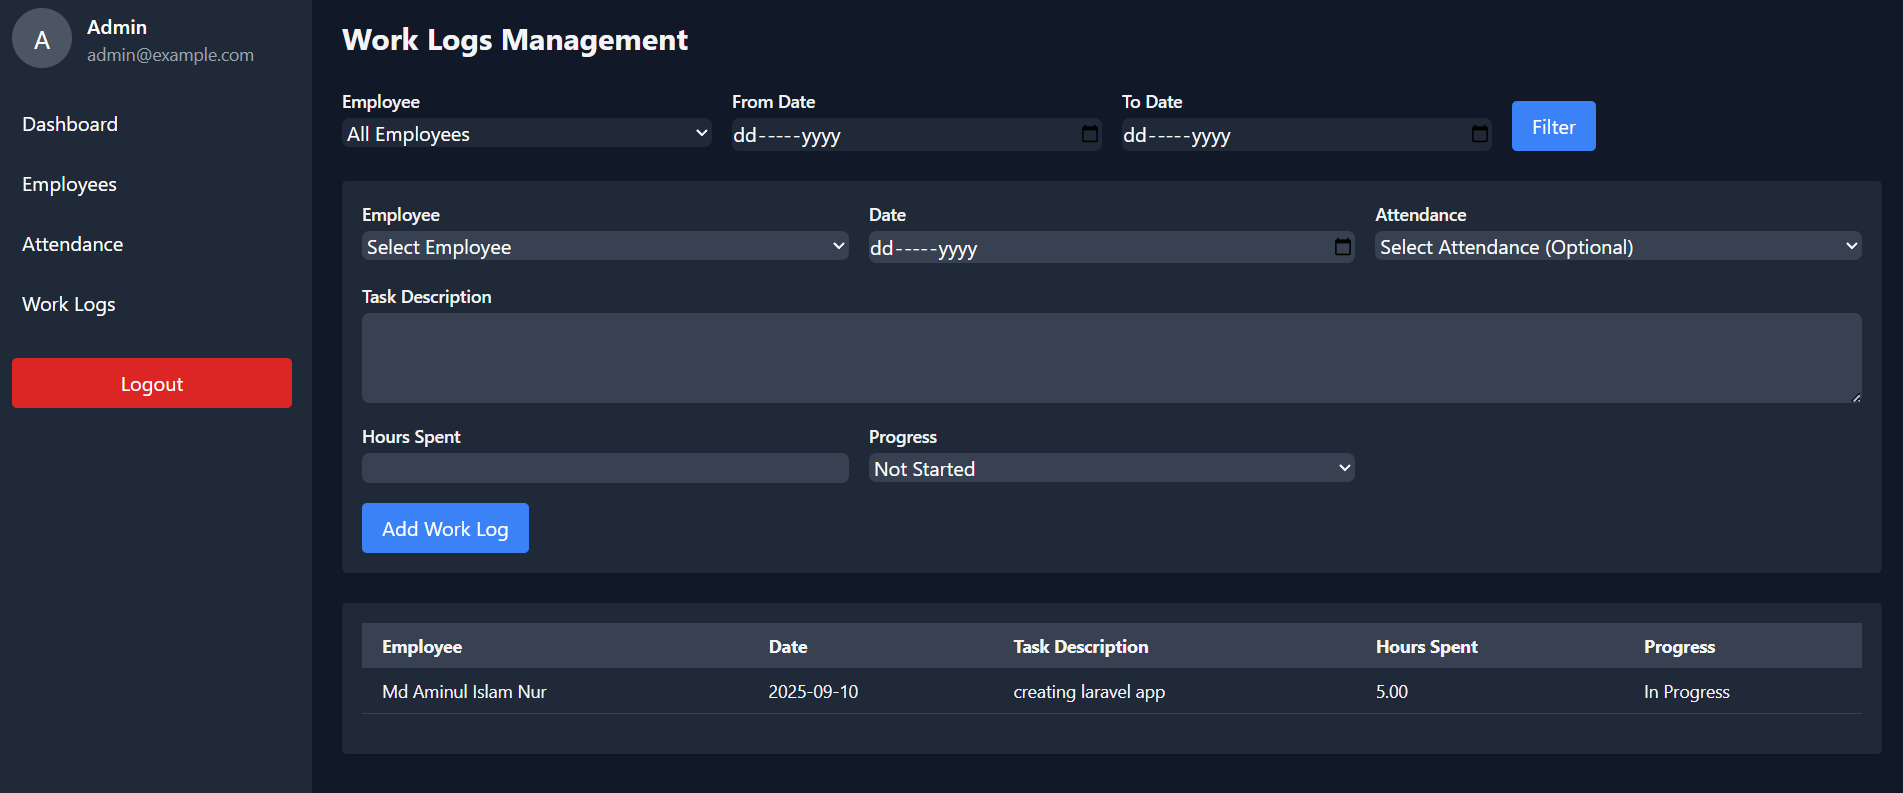 A
Admin
admin@example.com
Dashboard
Employees
Attendance
Work Logs
Logout
Work Logs Management
Employee From Date To Date
All Employees dd-----yyyy dd-----yyyy Filter
Employee Date Attendance
Select Employee dd-----yyyy Select Attendance (Optional)
Task Description
Hours Spent Progress
Not Started
Add Work Log
Employee Date Task Description Hours Spent Progress
Md Aminul Islam Nur 2025-09-10 creating laravel app 5.00 In Progress